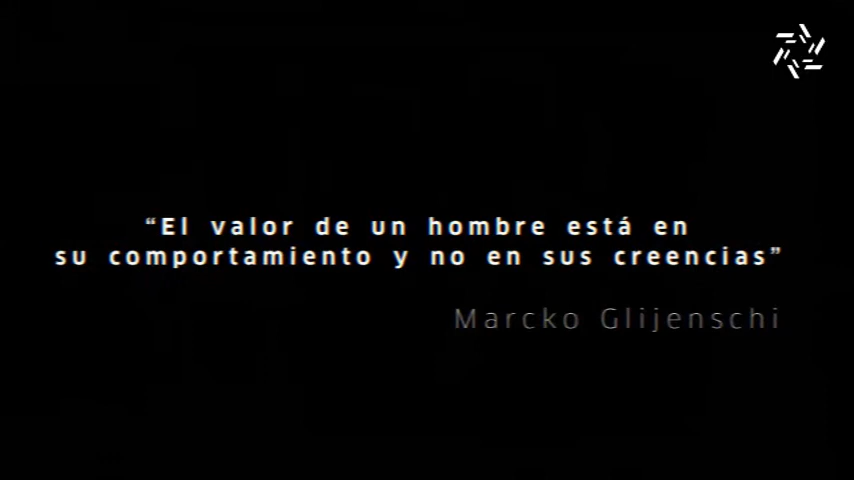 “El valor de un hombre está en
su comportamiento y no en sus creencias”
Marcko Glijenschi